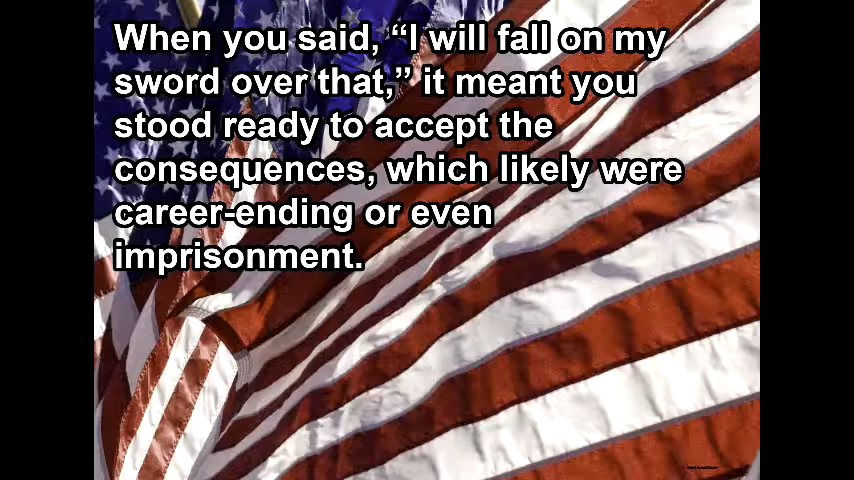 When you said, “I will fall on my
sword over that,” it meant you
stood ready to accept the
consequences, which likely were
career-ending or even
imprisonment.